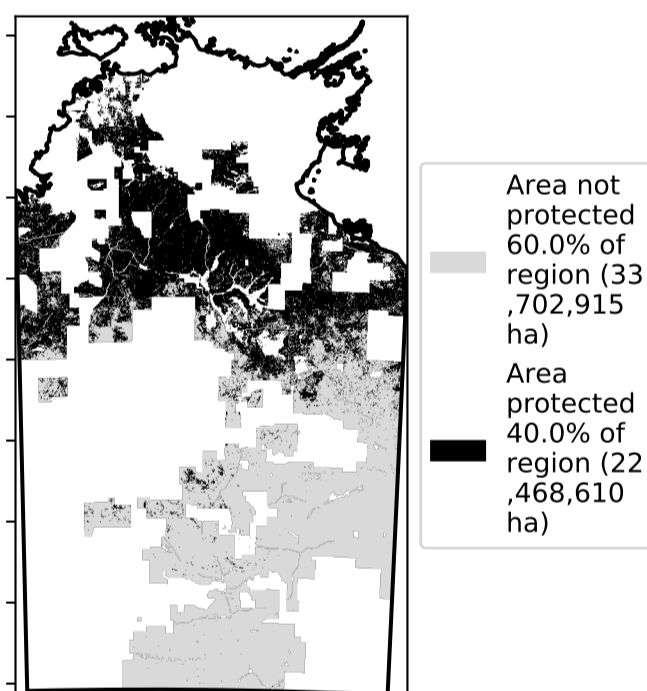 Area not
protected
60.0% of
region (33
,702,915
ha)
Area
protected
40.0% of
region (22
,468,610
ha)